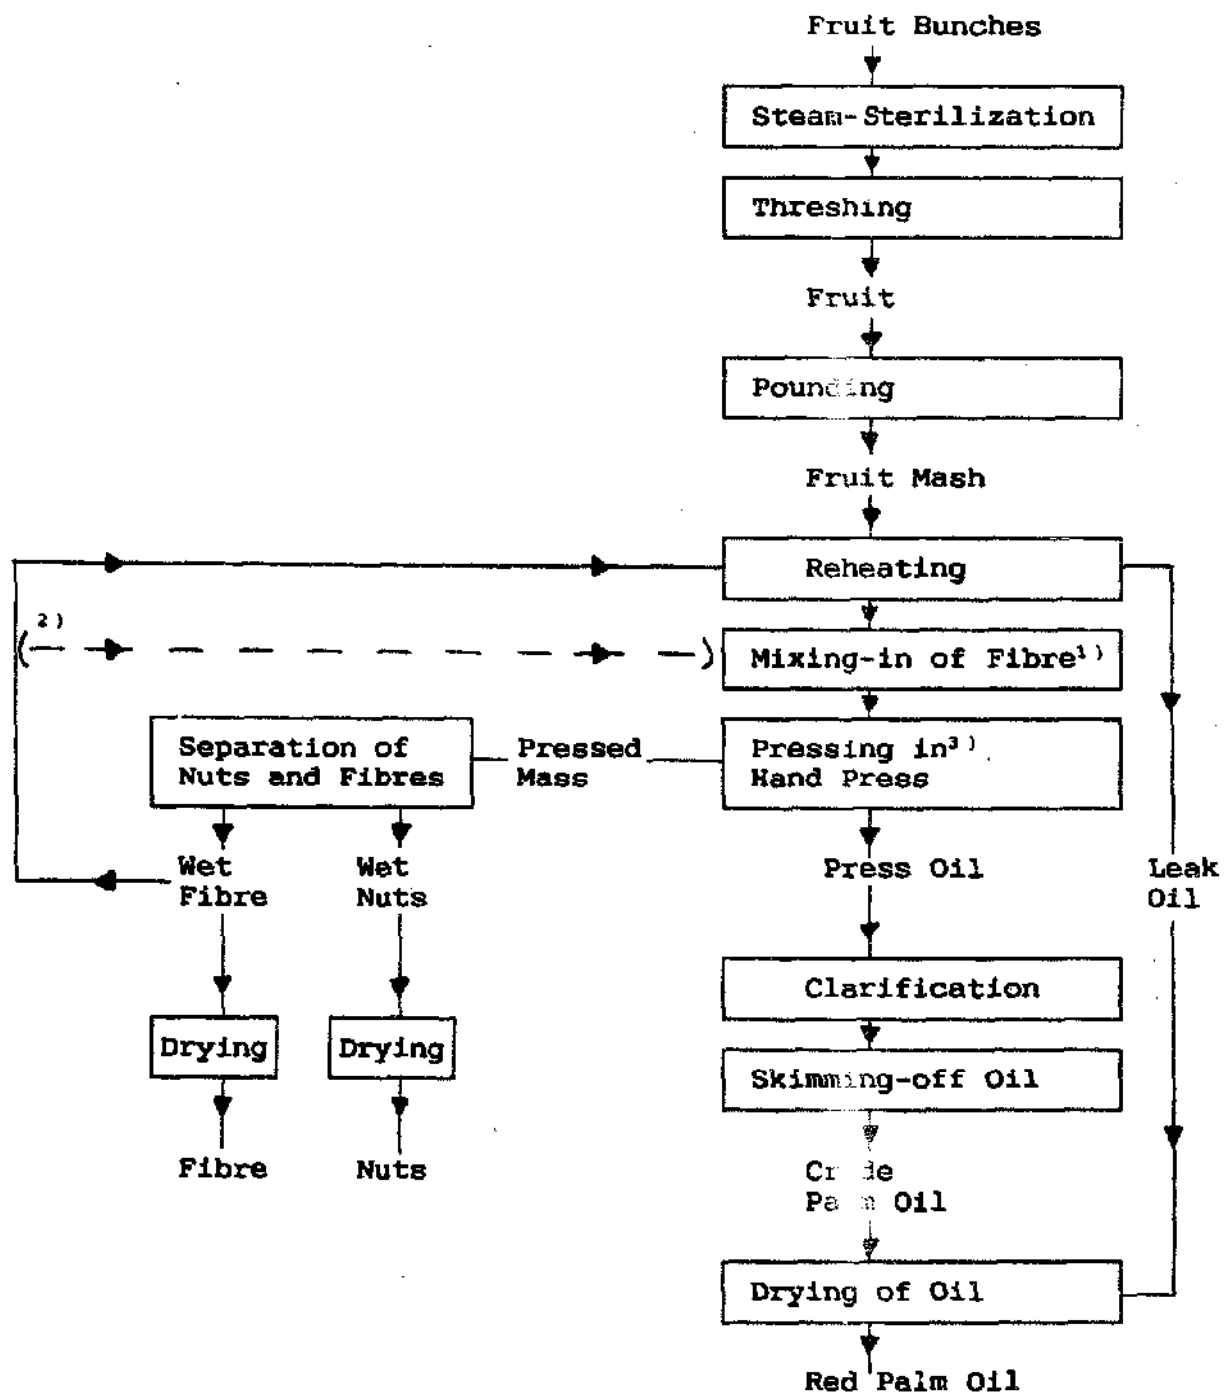 Fruit Bunches
Steam-Sterilization
Threshing
Fruit
Pounding
Fruit Mash
Reheating
2)
Mixing-in of Fibre1)
Separation of
Nuts and Fibres
Pressed
Mass
Pressing in3)
Hand Press
Wet
Fibre
Wet
Nuts
Press Oil
Leak
Oil
Clarification
Drying
Drying
Skimming-off Oil
Fibre
Nuts
Crude
Palm Oil
Drying of Oil
Red Palm Oil